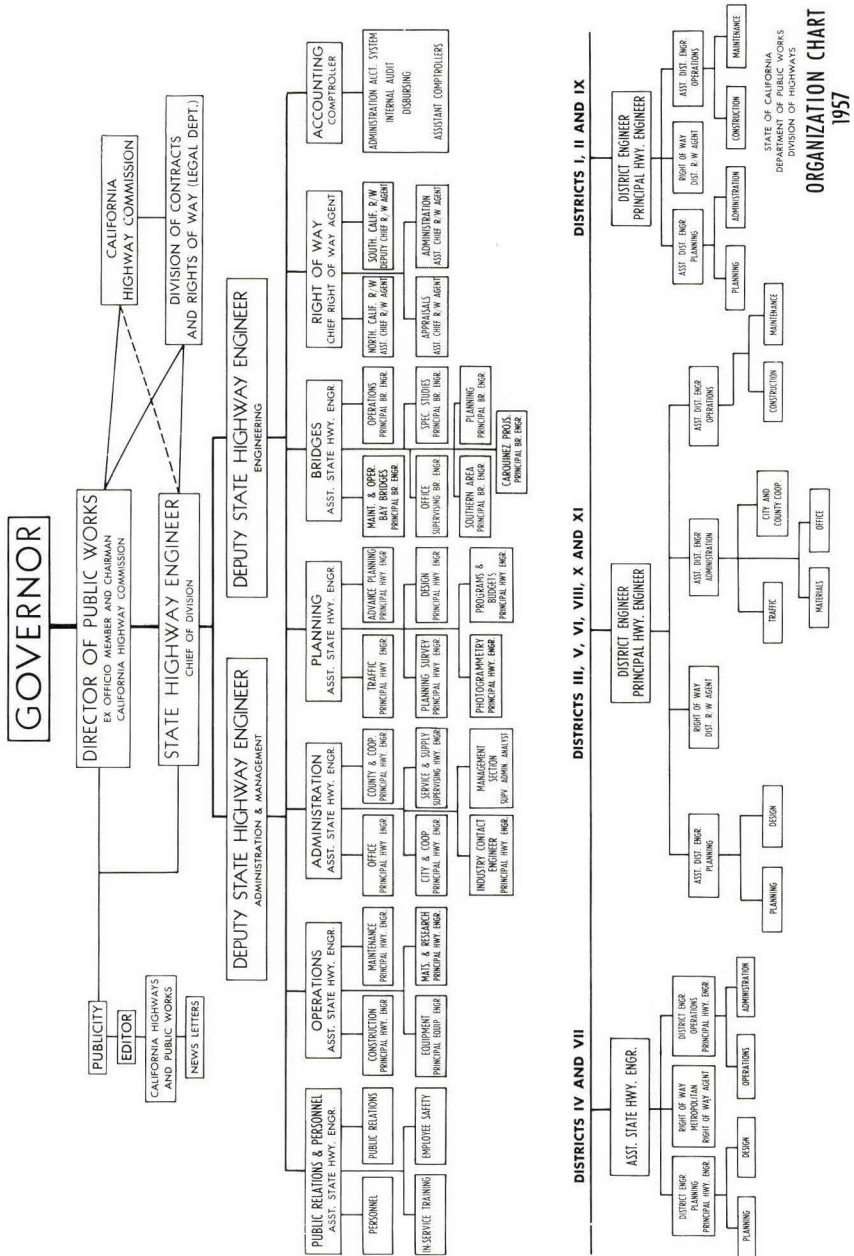 GOVERNOR
DIRECTOR OF PUBLIC WORKS
EX OFFICIO MEMBER AND CHAIRMAN
CALIFORNIA HIGHWAY COMMISSION
CALIFORNIA
HIGHWAY COMMISSION
STATE HIGHWAY ENGINEER
CHIEF OF DIVISION
DIVISION OF CONTRACTS
AND RIGHTS OF WAY (LEGAL DEPT.)
PUBLICITY
EDITOR
CALIFORNIA HIGHWAYS
AND PUBLIC WORKS
NEWS LETTERS
DEPUTY STATE HIGHWAY ENGINEER
ADMINISTRATION & MANAGEMENT
DEPUTY STATE HIGHWAY ENGINEER
ENGINEERING
PUBLIC RELATIONS & PERSONNEL
ASST. STATE HWY. ENGR.
PERSONNEL
PUBLIC RELATIONS
IN-SERVICE TRAINING
EMPLOYEE SAFETY
OPERATIONS
ASST. STATE HWY. ENGR.
CONSTRUCTION
PRINCIPAL HWY. ENGR.
MAINTENANCE
PRINCIPAL HWY. ENGR.
EQUIPMENT
PRINCIPAL EQUIP. ENGR
MATS. & RESEARCH
PRINCIPAL HWY. ENGR.
ADMINISTRATION
ASST. STATE HWY. ENGR.
OFFICE
PRINCIPAL HWY. ENGR
COUNTY & COOP.
PRINCIPAL HWY. ENGR
CITY & COOP
PRINCIPAL HWY. ENGR
SERVICE & SUPPLY
SUPERVISING HWY. ENGR
INDUSTRY CONTACT
ENGINEER
PRINCIPAL HWY. ENGR.
MANAGEMENT
SECTION
SUPV ADMIN. ANALYST
PLANNING
ASST. STATE HWY. ENGR
TRAFFIC
PRINCIPAL HWY. ENGR.
ADVANCE PLANNING
PRINCIPAL HWY ENGR
PLANNING SURVEY
PRINCIPAL HWY. ENGR
DESIGN
PRINCIPAL HWY. ENGR
PHOTOGRAMMETRY
PRINCIPAL HWY. ENGR.
PROGRAMS &
BUDGETS
PRINCIPAL HWY. ENGR.
BRIDGES
ASST. STATE HWY. ENGR.
MAINT. & OPER.
BAY BRIDGES
PRINCIPAL BR. ENGR.
OPERATIONS
PRINCIPAL BR. ENGR.
OFFICE
SUPERVISING BR. ENGR
SPEC. STUDIES
PRINCIPAL BR. ENGR.
SOUTHERN AREA
PRINCIPAL BR. ENGR
PLANNING
PRINCIPAL BR. ENGR.
CARQUINEZ PROJS.
PRINCIPAL BR. ENGR
RIGHT OF WAY
CHIEF RIGHT OF WAY AGENT
NORTH. CALIF. R/W
ASST. CHIEF R/W AGENT
SOUTH. CALIF. R/W
DEPUTY CHIEF R/W AGENT
APPRAISALS
ASST. CHIEF R/W AGENT
ADMINISTRATION
ASST. CHIEF R/W AGENT
ACCOUNTING
COMPTROLLER
ADMINISTRATION ACCT. SYSTEM
INTERNAL AUDIT
DISBURSING
ASSISTANT COMPTROLLERS
DISTRICTS IV AND VII
ASST. STATE HWY. ENGR.
DISTRICT ENGR
PLANNING
PRINCIPAL HWY. ENGR.
RIGHT OF WAY
METROPOLITAN
RIGHT OF WAY AGENT
DISTRICT ENGR
OPERATIONS
PRINCIPAL HWY. ENGR.
PLANNING
DESIGN
OPERATIONS
ADMINISTRATION
DISTRICTS III, V, VI, VIII, X AND XI
DISTRICT ENGINEER
PRINCIPAL HWY. ENGINEER
ASST. DIST. ENGR.
PLANNING
RIGHT OF WAY
DIST. R/W AGENT
ASST. DIST. ENGR
ADMINISTRATION
ASST. DIST. ENGR
OPERATIONS
PLANNING
DESIGN
TRAFFIC
CITY AND
COUNTY COOP.
MATERIALS
OFFICE
CONSTRUCTION
MAINTENANCE
DISTRICTS I, II AND IX
DISTRICT ENGINEER
PRINCIPAL HWY. ENGINEER
ASST. DIST. ENGR
PLANNING
RIGHT OF WAY
DIST. R/W AGENT
ASST. DIST. ENGR.
OPERATIONS
PLANNING
ADMINISTRATION
CONSTRUCTION
MAINTENANCE
STATE OF CALIFORNIA
DEPARTMENT OF PUBLIC WORKS
DIVISION OF HIGHWAYS
ORGANIZATION CHART
1957